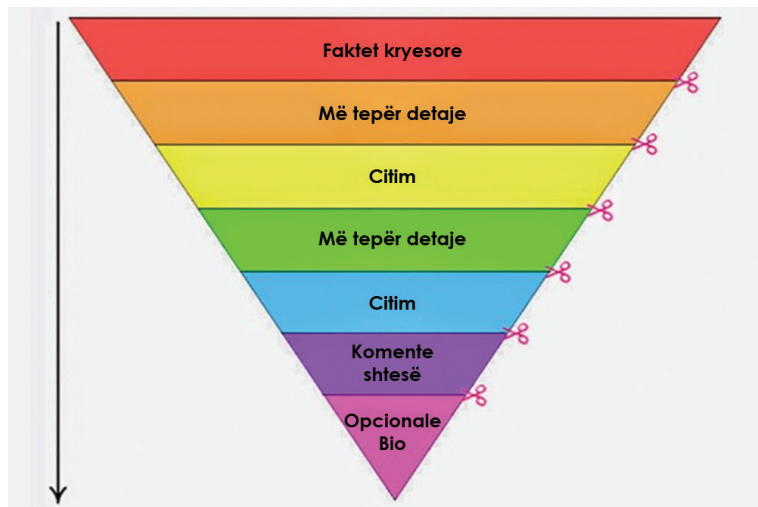 Faktet kryesore
Më tepër detaje
Citim
Më tepër detaje
Citim
Komente
shtesë
Opcionale
Bio